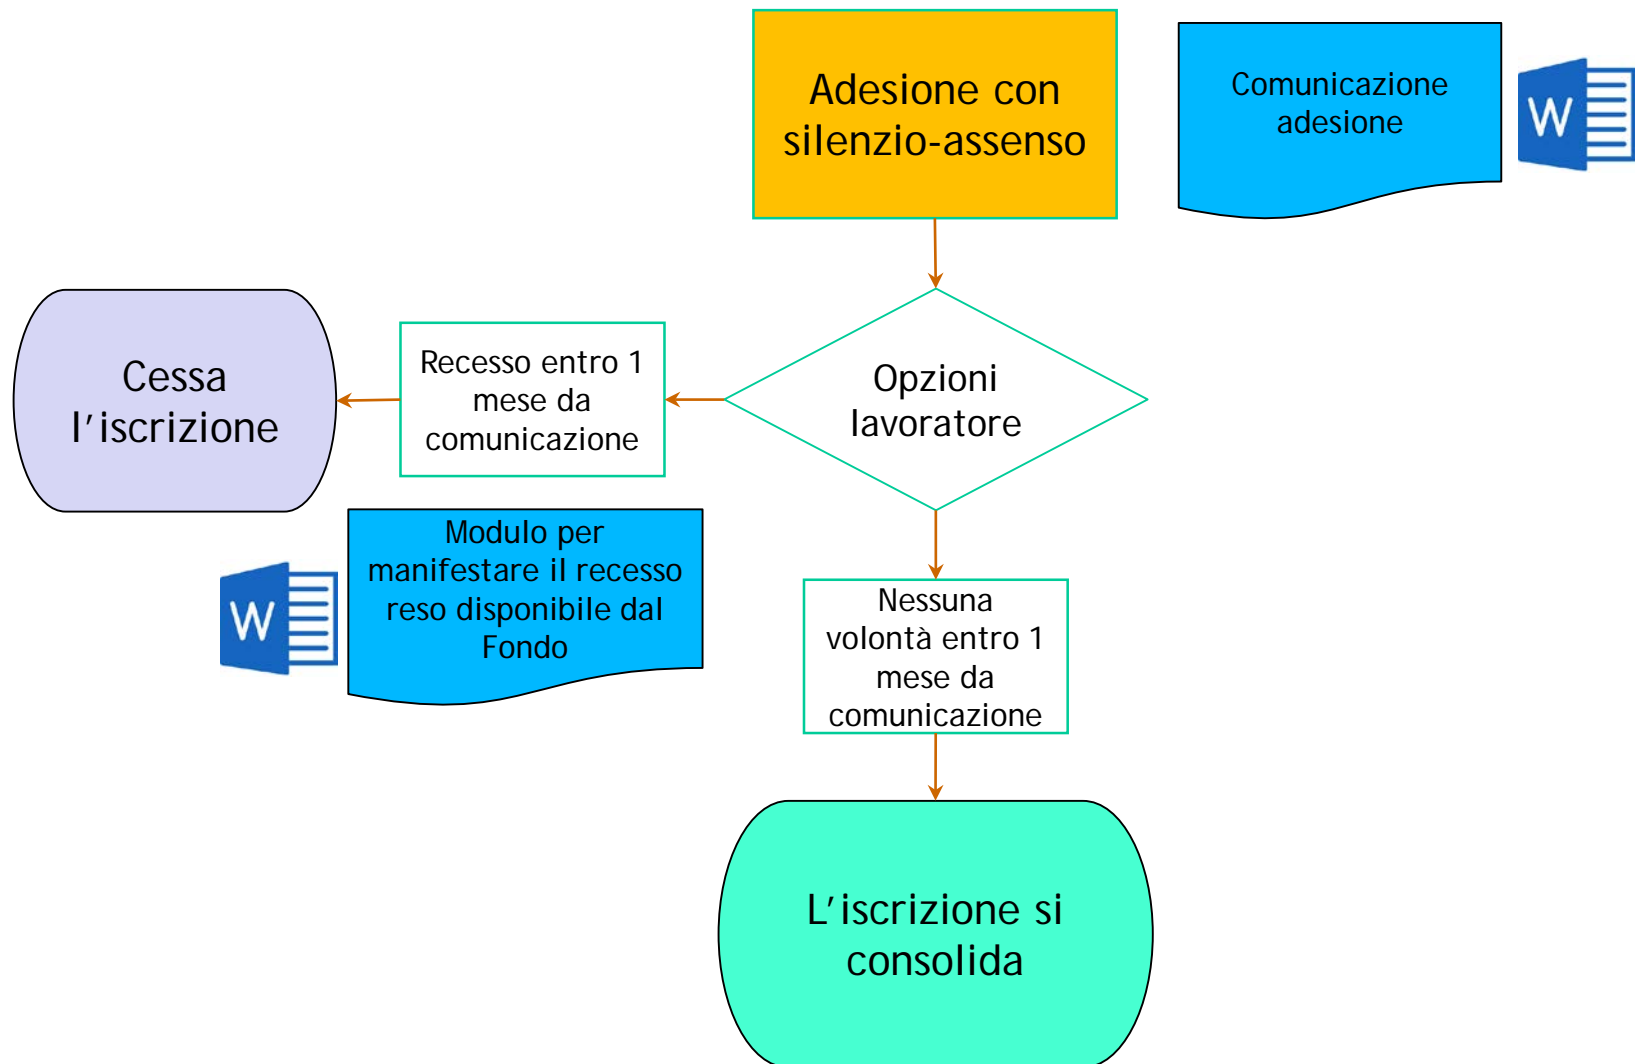 Adesione con
silenzio-assenso
Comunicazione
adesione
W
Cessa
l'iscrizione
Recesso entro 1
mese da
comunicazione
Opzioni
lavoratore
Modulo per
manifestare il recesso
reso disponibile dal
Fondo
W
Nessuna
volontà entro 1
mese da
comunicazione
L'iscrizione si
consolida